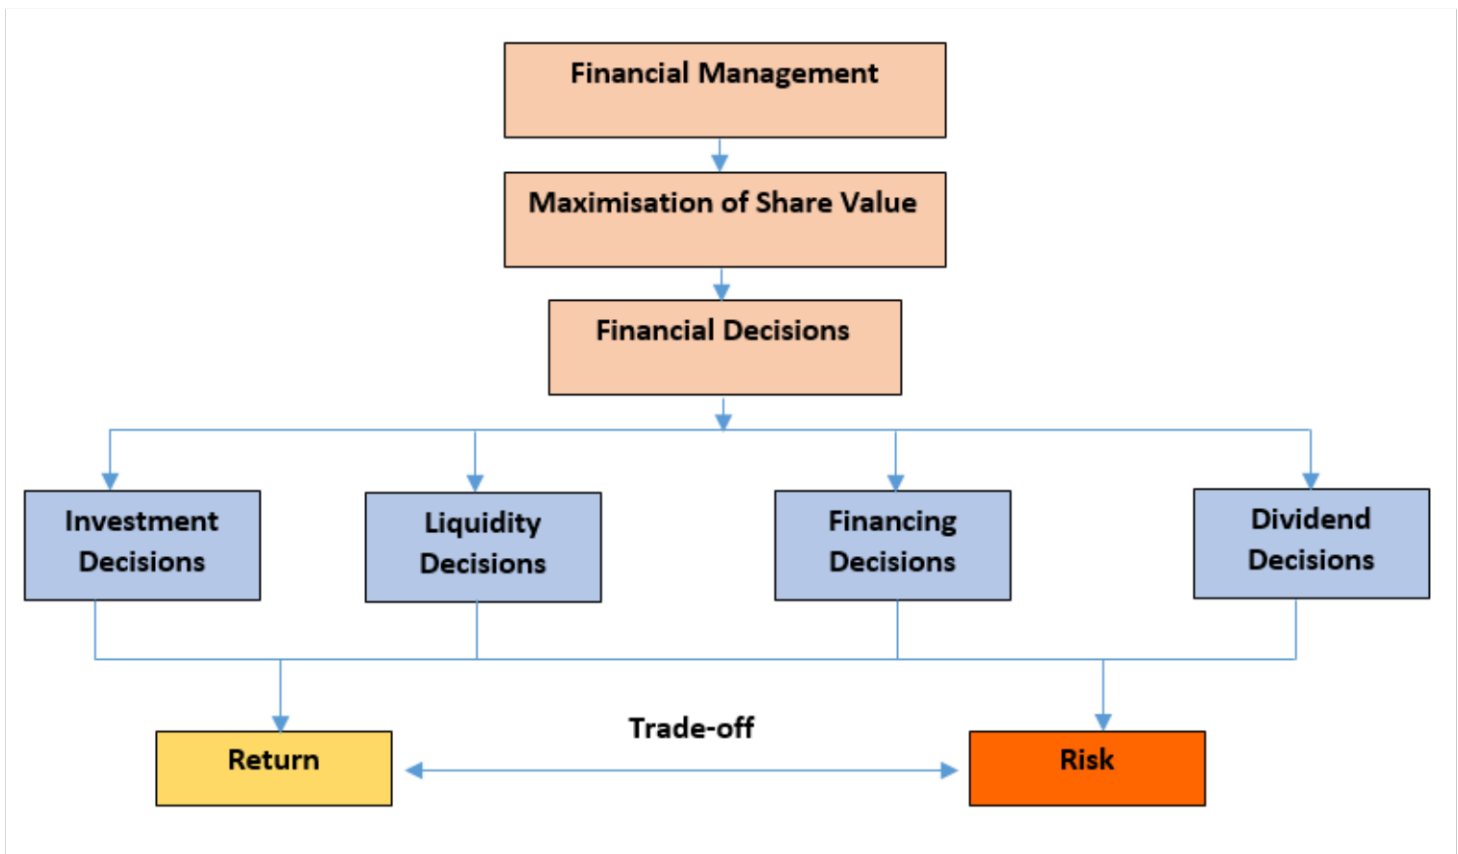 Financial Management
Maximisation of Share Value
Financial Decisions
Investment
Decisions
Liquidity
Decisions
Financing
Decisions
Dividend
Decisions
Trade-off
Return
Risk